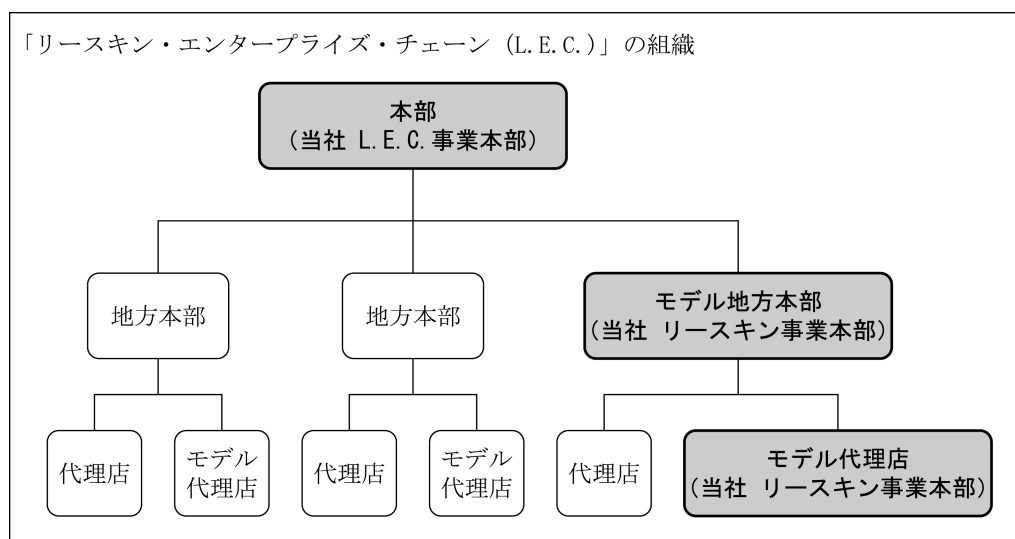 「リースキン・エンタープライズ・チェーン (L.E.C.)」の組織
本部
（当社 L.E.C.事業本部）
地方本部
地方本部
モデル地方本部
（当社 リースキン事業本部）
代理店
モデル
代理店
代理店
モデル
代理店
代理店
モデル代理店
（当社 リースキン事業本部）